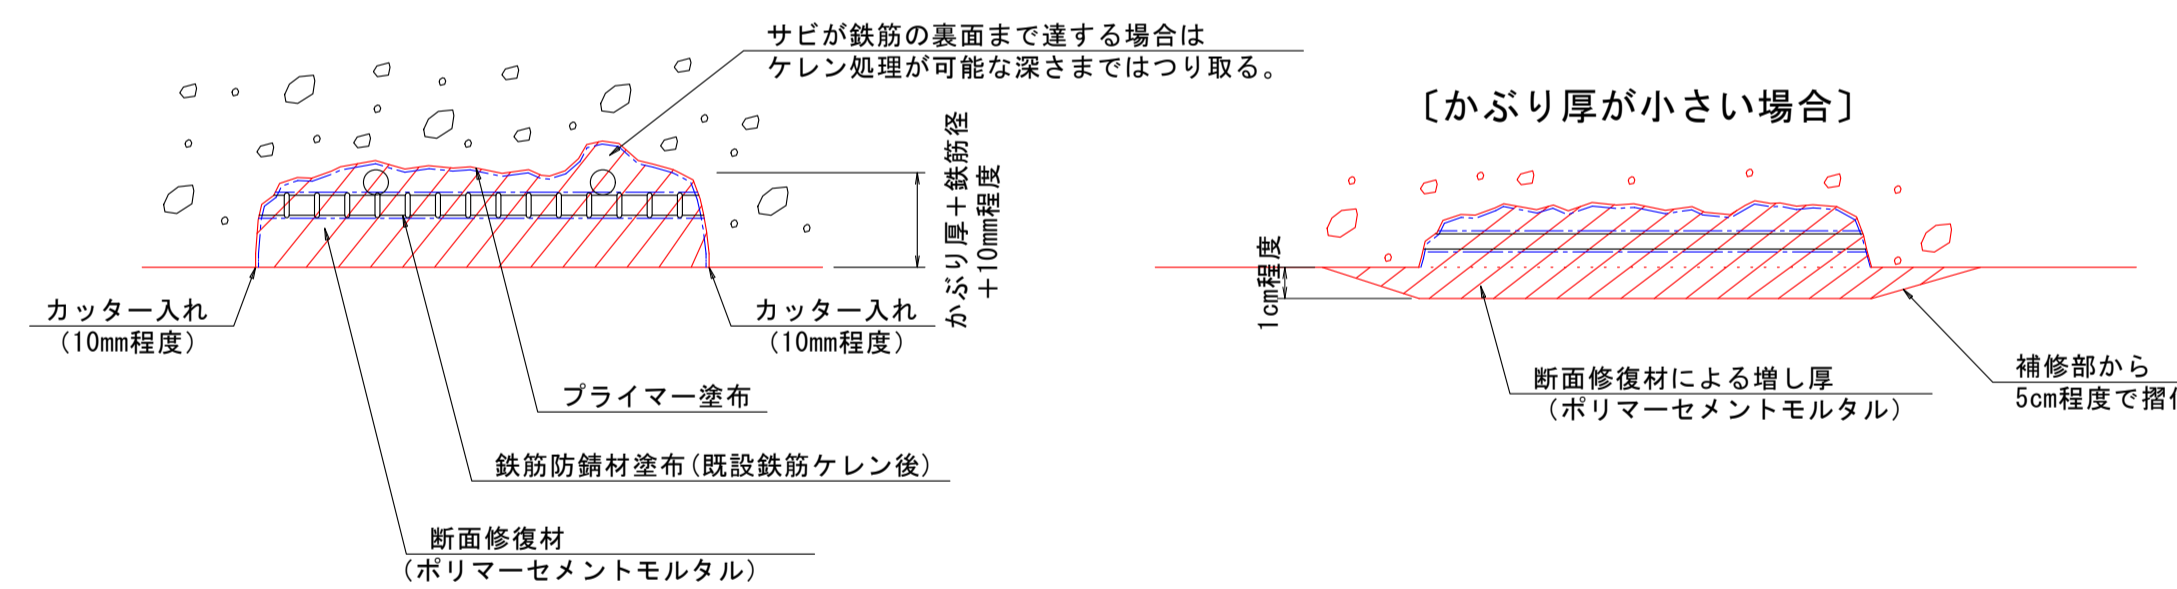 サビが鉄筋の裏面まで達する場合は
ケレン処理が可能な深さまではつり取る。
かぶり厚＋鉄筋径
＋10mm程度
カッター入れ
（10mm程度）
カッター入れ
（10mm程度）
プライマー塗布
鉄筋防錆材塗布（既設鉄筋ケレン後）
断面修復材
（ポリマーセメントモルタル）
〔かぶり厚が小さい場合〕
1cm程度
断面修復材による増し厚
（ポリマーセメントモルタル）
補修部から
5cm程度で摺